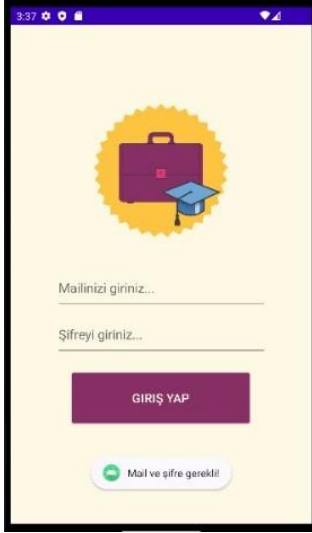 3:37
Mailinizi giriniz...
Şifreyi giriniz...
GIRIŞ YAP
Mail ve şifre gerekli!